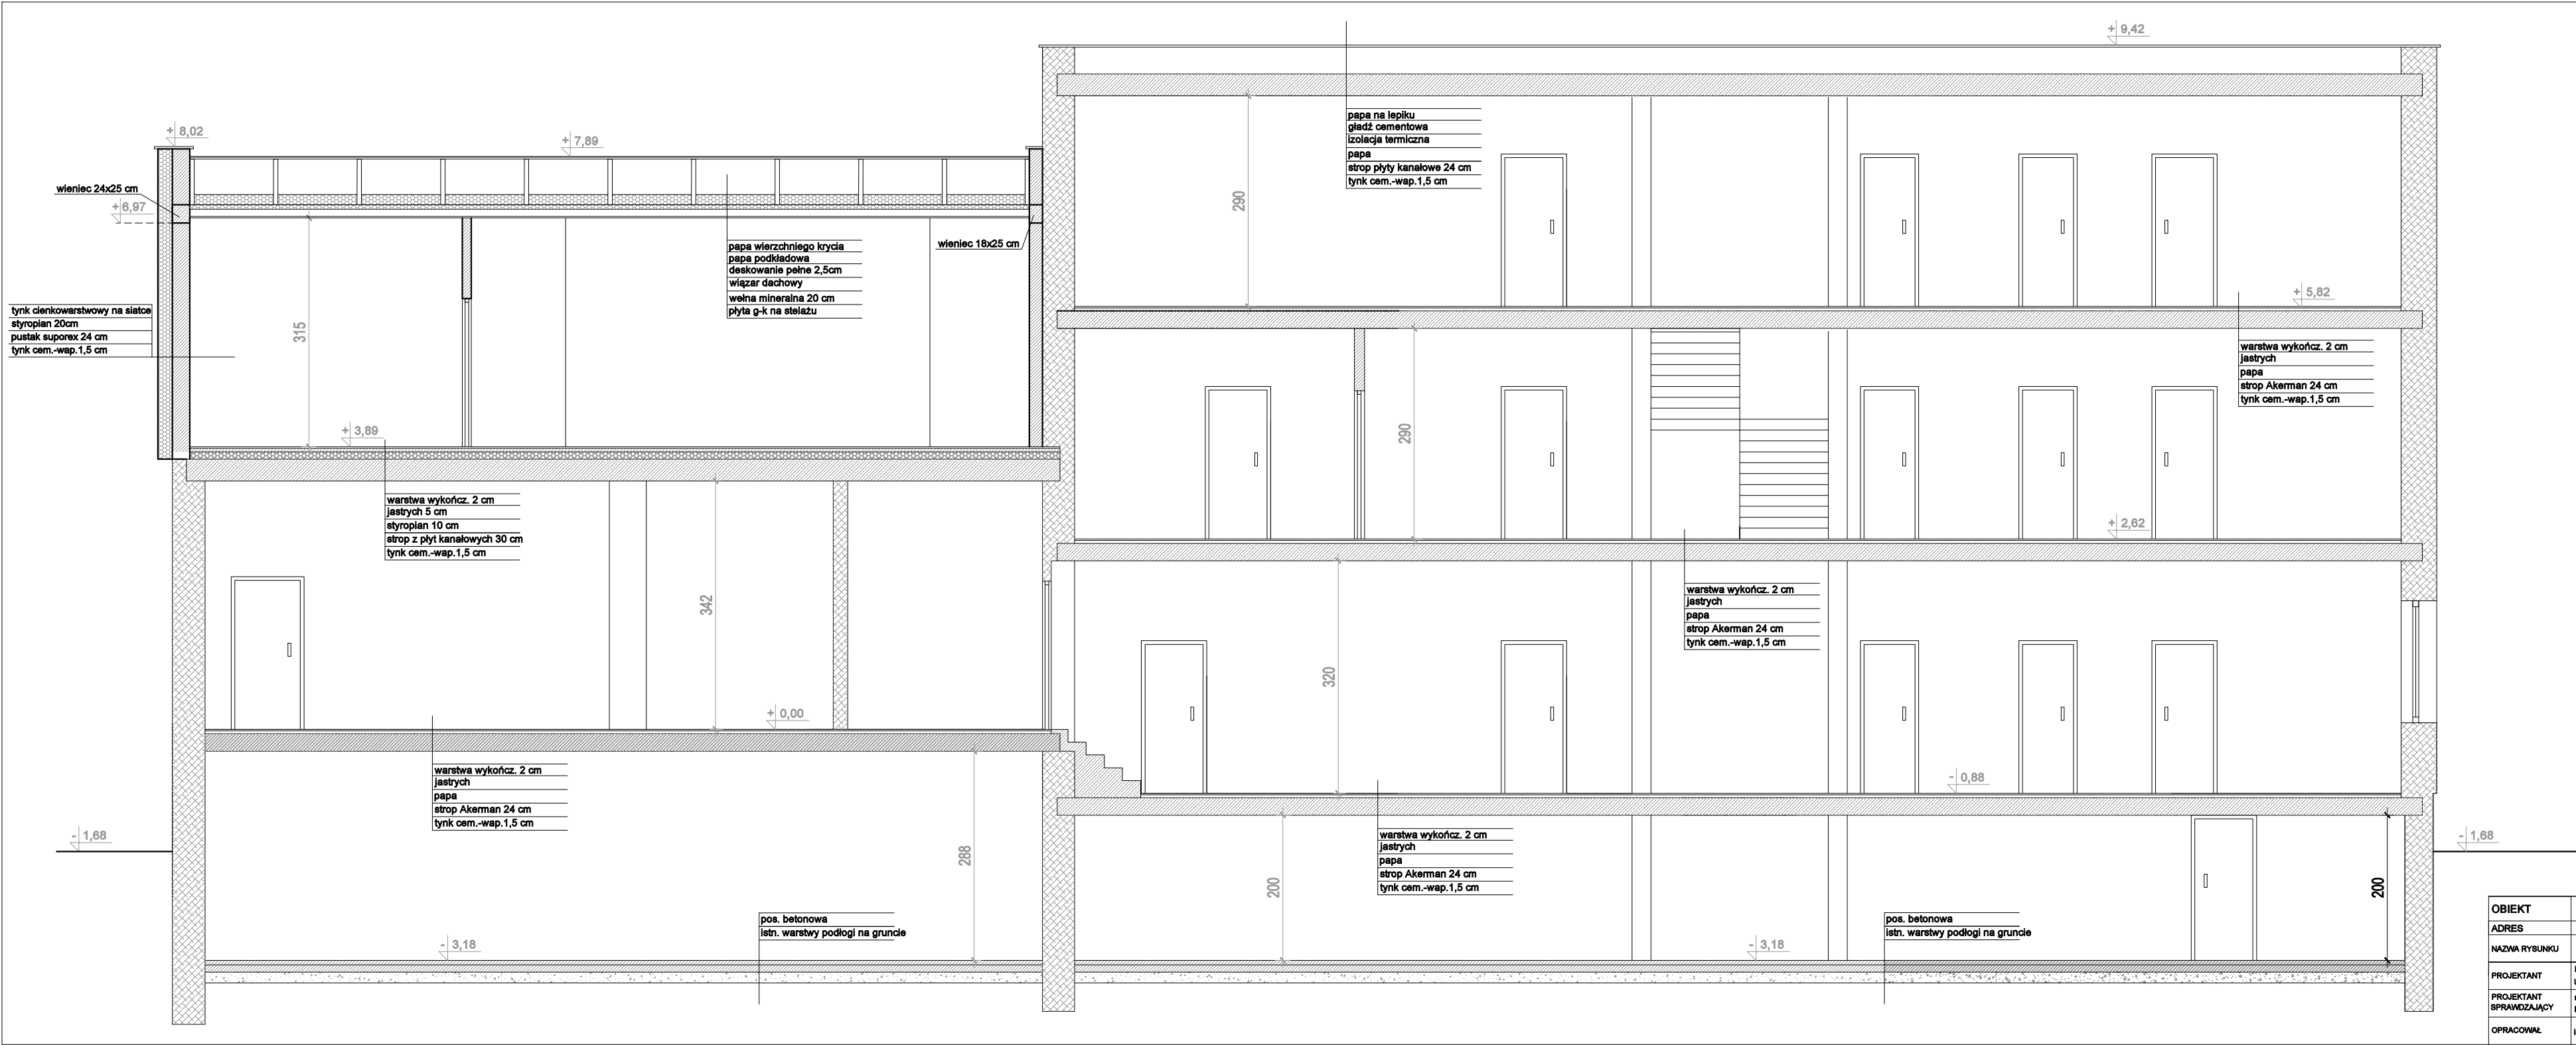 + 9,42
papa na lepiku
gładź cementowa
izolacja termiczna
papa
strop płyty kanałowe 24 cm
tynk cem.-wap.1,5 cm
+ 8,02
+ 7,89
wieniec 24x25 cm
+6,97
290
papa wierzchniego krycia
papa podkładowa
deskowanie pełne 2,5cm
wiązar dachowy
wełna mineralna 20 cm
płyta g-k na stelażu
wieniec 18x25 cm
tynk cienkowarstwowy na siatce
styropian 20cm
pustak suporex 24 cm
tynk cem.-wap.1,5 cm
315
+ 5,82
warstwa wykończ. 2 cm
jastrych
papa
strop Akerman 24 cm
tynk cem.-wap.1,5 cm
+ 3,89
290
warstwa wykończ. 2 cm
jastrych 5 cm
styropian 10 cm
strop z płyt kanałowych 30 cm
tynk cem.-wap.1,5 cm
+ 2,62
342
warstwa wykończ. 2 cm
jastrych
papa
strop Akerman 24 cm
tynk cem.-wap.1,5 cm
320
+ 0,00
- 0,88
warstwa wykończ. 2 cm
jastrych
papa
strop Akerman 24 cm
tynk cem.-wap.1,5 cm
- 1,68
288
warstwa wykończ. 2 cm
jastrych
papa
strop Akerman 24 cm
tynk cem.-wap.1,5 cm
200
200
- 1,68
pos. betonowa
istn. warstwy podłogi na gruncie
- 3,18
pos. betonowa
istn. warstwy podłogi na gruncie
- 3,18
OBIEKT
ADRES
NAZWA RYSUNKU
PROJEKTANT
PROJEKTANT
SPRAWDZAJĄCY
OPRACOWAŁ